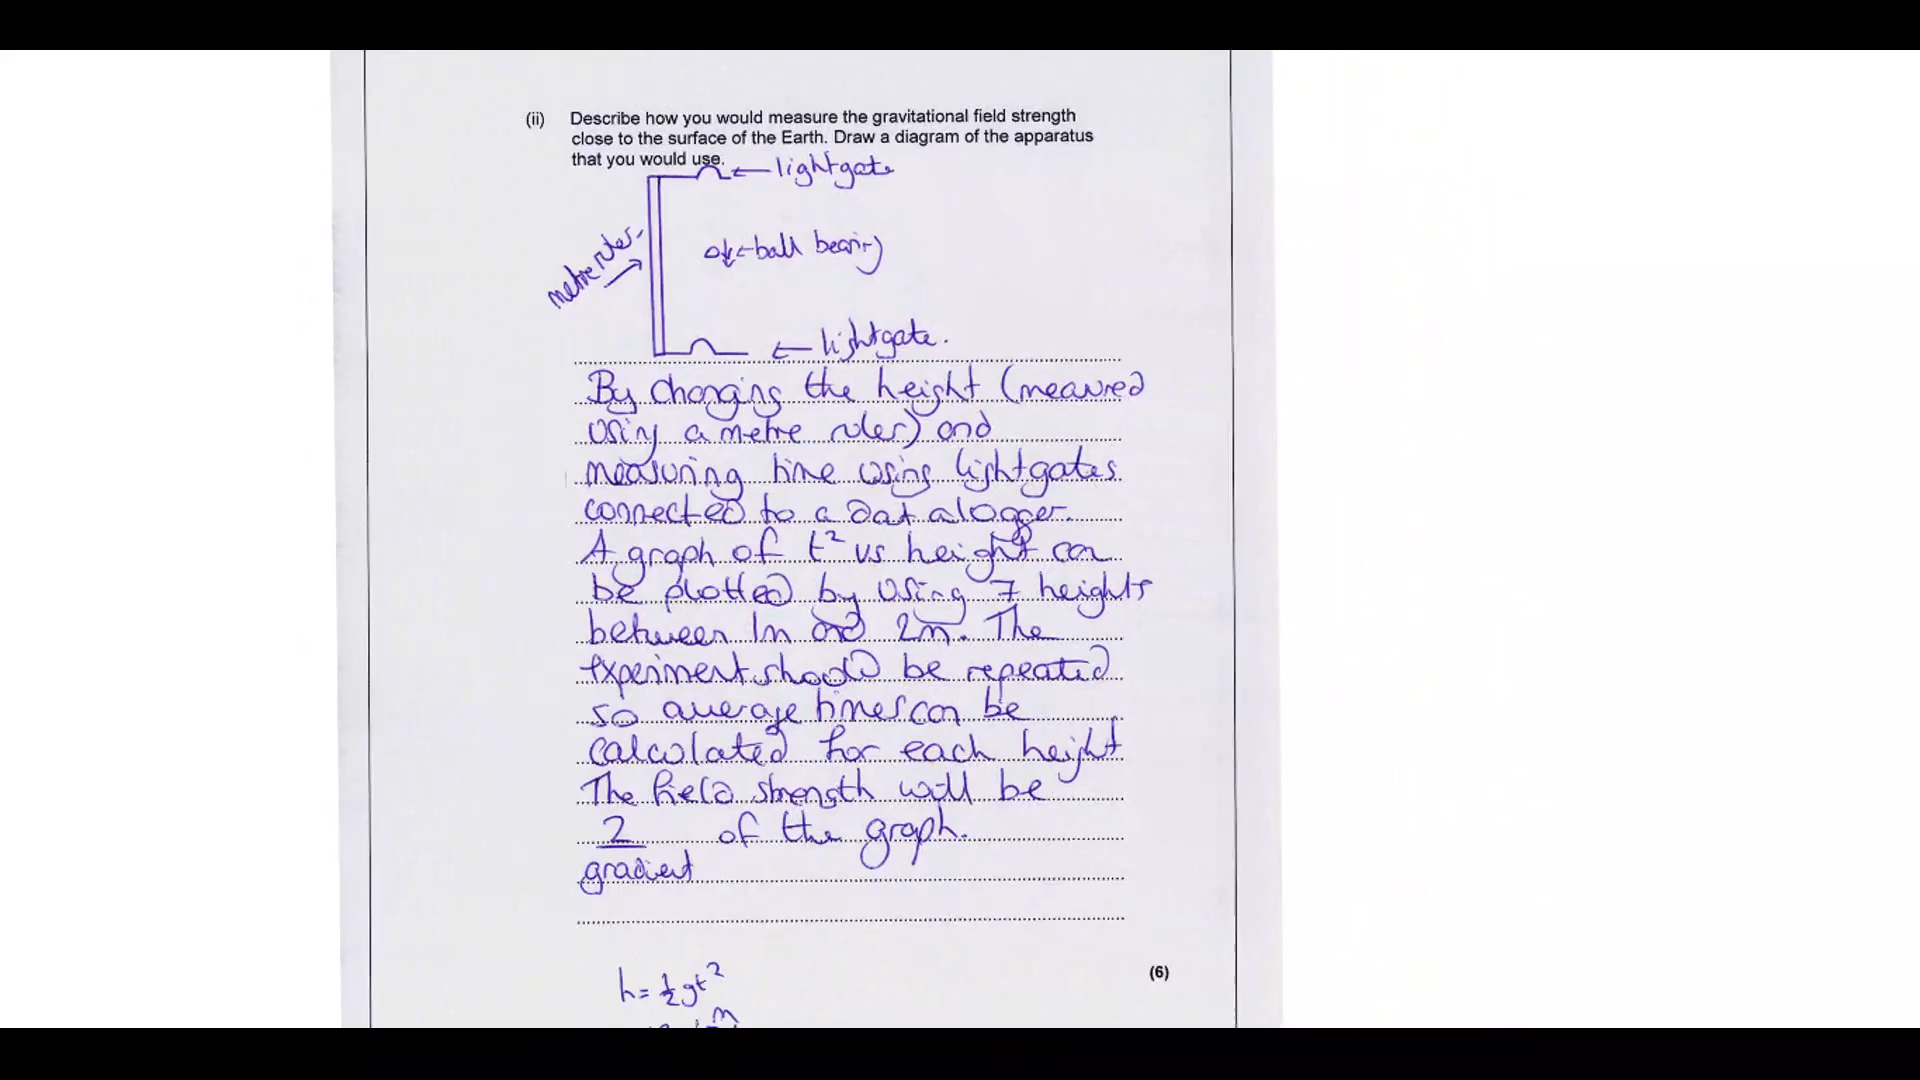 (ii) Describe how you would measure the gravitational field strength
close to the surface of the Earth. Draw a diagram of the apparatus
that you would use.
lightgate
metre ruler
ball bearing
lightgate.
By changing the height (measured
using a metre ruler) and
measuring time using lightgates
connected to a datalogger.
A graph of t² vs height can
be plotted by using 7 heights
between 1m and 2m. The
experiment should be repeated
so average times can be
calculated for each height
The field strength will be
2 of the graph.
gradient
(6)
h = ½gt²
m